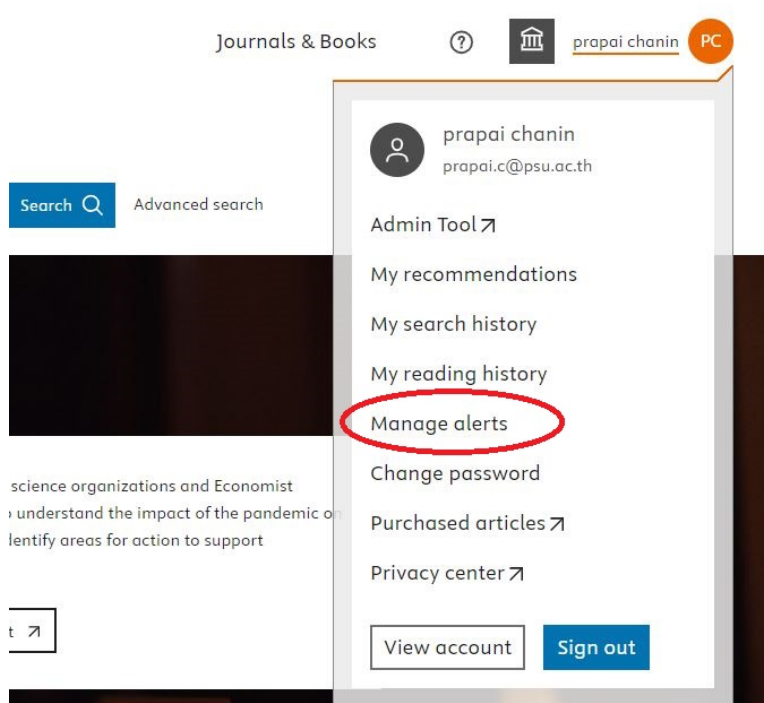 Journals & Books
?
prapai chanin
PC
prapai chanin
prapai.c@psu.ac.th
Search
Advanced search
Admin Tool
My recommendations
My search history
My reading history
Manage alerts
Change password
Purchased articles
Privacy center
View account
Sign out
science organizations and Economist
understand the impact of the pandemic on
identify areas for action to support
t